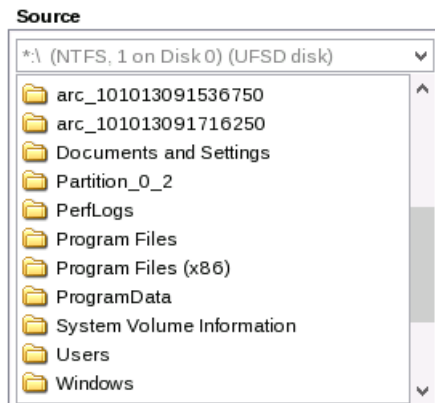 Source
*:\ (NTFS, 1 on Disk 0) (UFSD disk)
arc_101013091536750
arc_101013091716250
Documents and Settings
Partition_0_2
PerfLogs
Program Files
Program Files (x86)
ProgramData
System Volume Information
Users
Windows